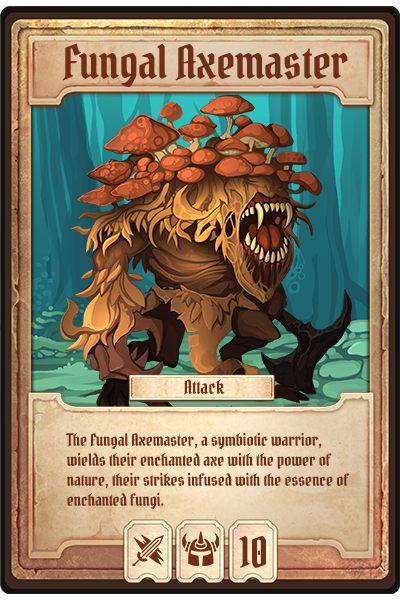 Fungal Axemaster
Attack
The Fungal Axemaster, a symbiotic warrior,
wields their enchanted axe with the power of
nature, their strikes infused with the essence of
enchanted fungi.
10